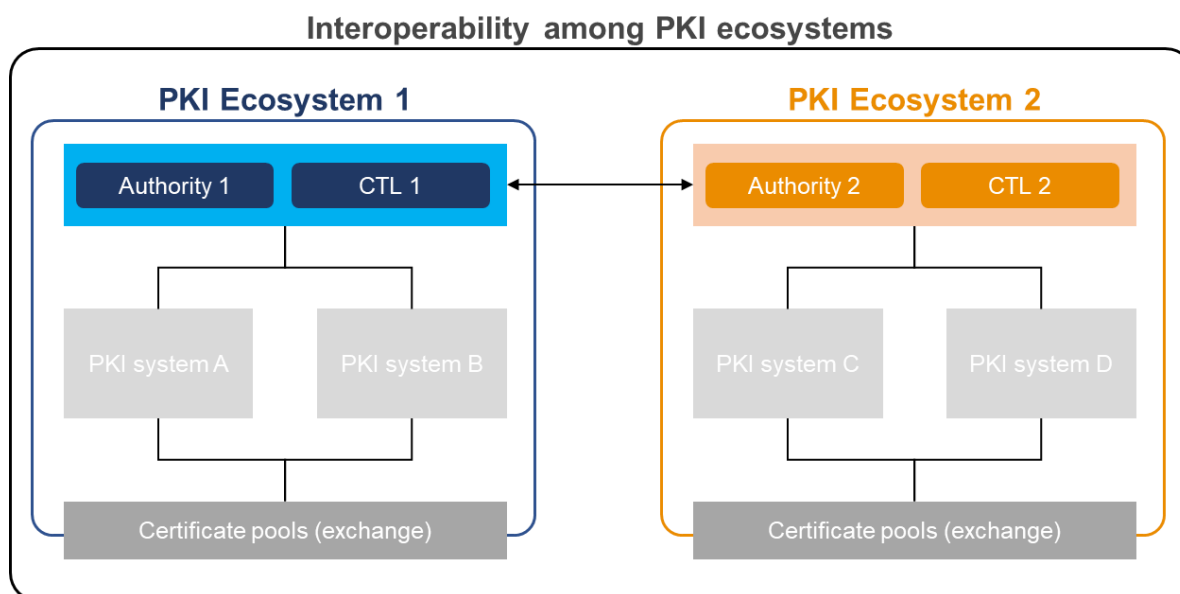 Interoperability among PKI ecosystems
PKI Ecosystem 1
PKI Ecosystem 2
Authority 1
CTL 1
Authority 2
CTL 2
PKI system A
PKI system B
PKI system C
PKI system D
Certificate pools (exchange)
Certificate pools (exchange)